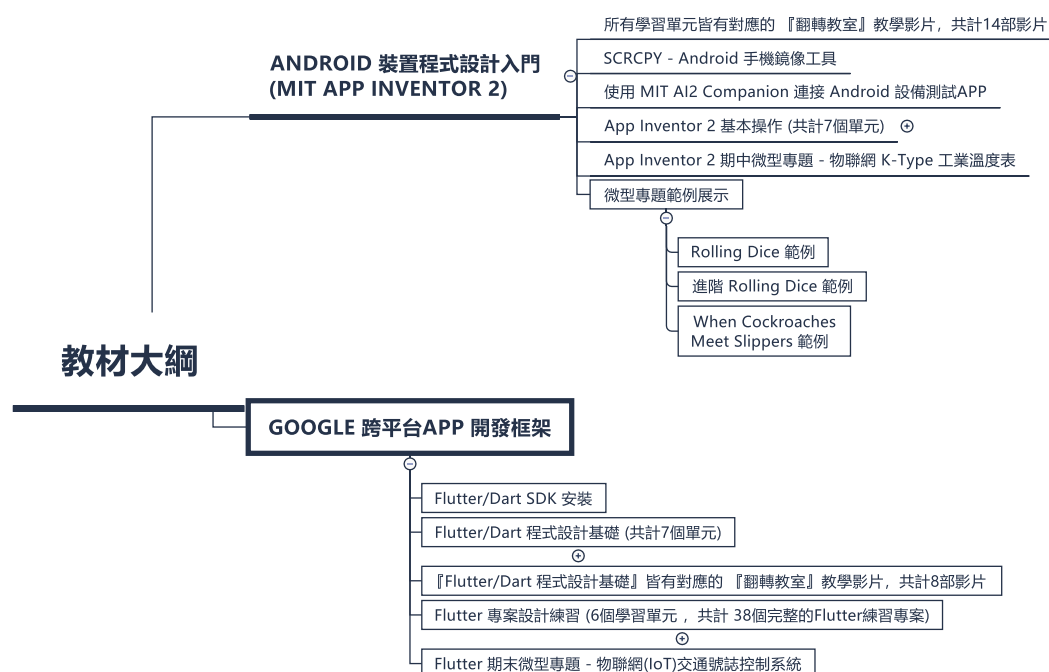 所有學習單元皆有對應的 『翻轉教室』教學影片，共計14部影片
ANDROID 裝置程式設計入門
(MIT APP INVENTOR 2)
SCRCPY - Android 手機鏡像工具
使用 MIT AI2 Companion 連接 Android 設備測試APP
App Inventor 2 基本操作 (共計7個單元)
App Inventor 2 期中微型專題 - 物聯網 K-Type 工業溫度表
微型專題範例展示
Rolling Dice 範例
進階 Rolling Dice 範例
When Cockroaches
Meet Slippers 範例
教材大綱
GOOGLE 跨平台APP 開發框架
Flutter/Dart SDK 安裝
Flutter/Dart 程式設計基礎 (共計7個單元)
『Flutter/Dart 程式設計基礎』皆有對應的 『翻轉教室』教學影片，共計8部影片
Flutter 專案設計練習 (6個學習單元 ，共計 38個完整的Flutter練習專案)
Flutter 期末微型專題 - 物聯網(IoT)交通號誌控制系統